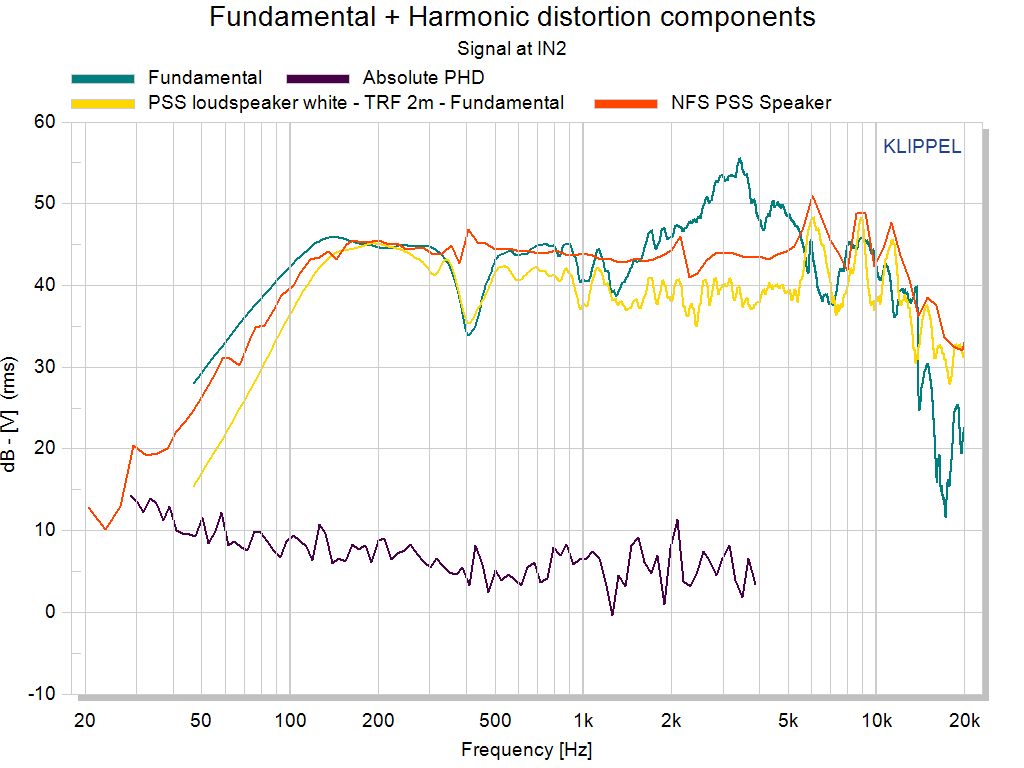 Fundamental + Harmonic distortion components
Signal at IN2
Fundamental Absolute PHD
PSS loudspeaker white - TRF 2m - Fundamental NFS PSS Speaker
KLIPPEL
60
50
40
30
20
10
0
-10
dB - [V] (rms)
20 50 100 200 500 1k 2k 5k 10k 20k
Frequency [Hz]